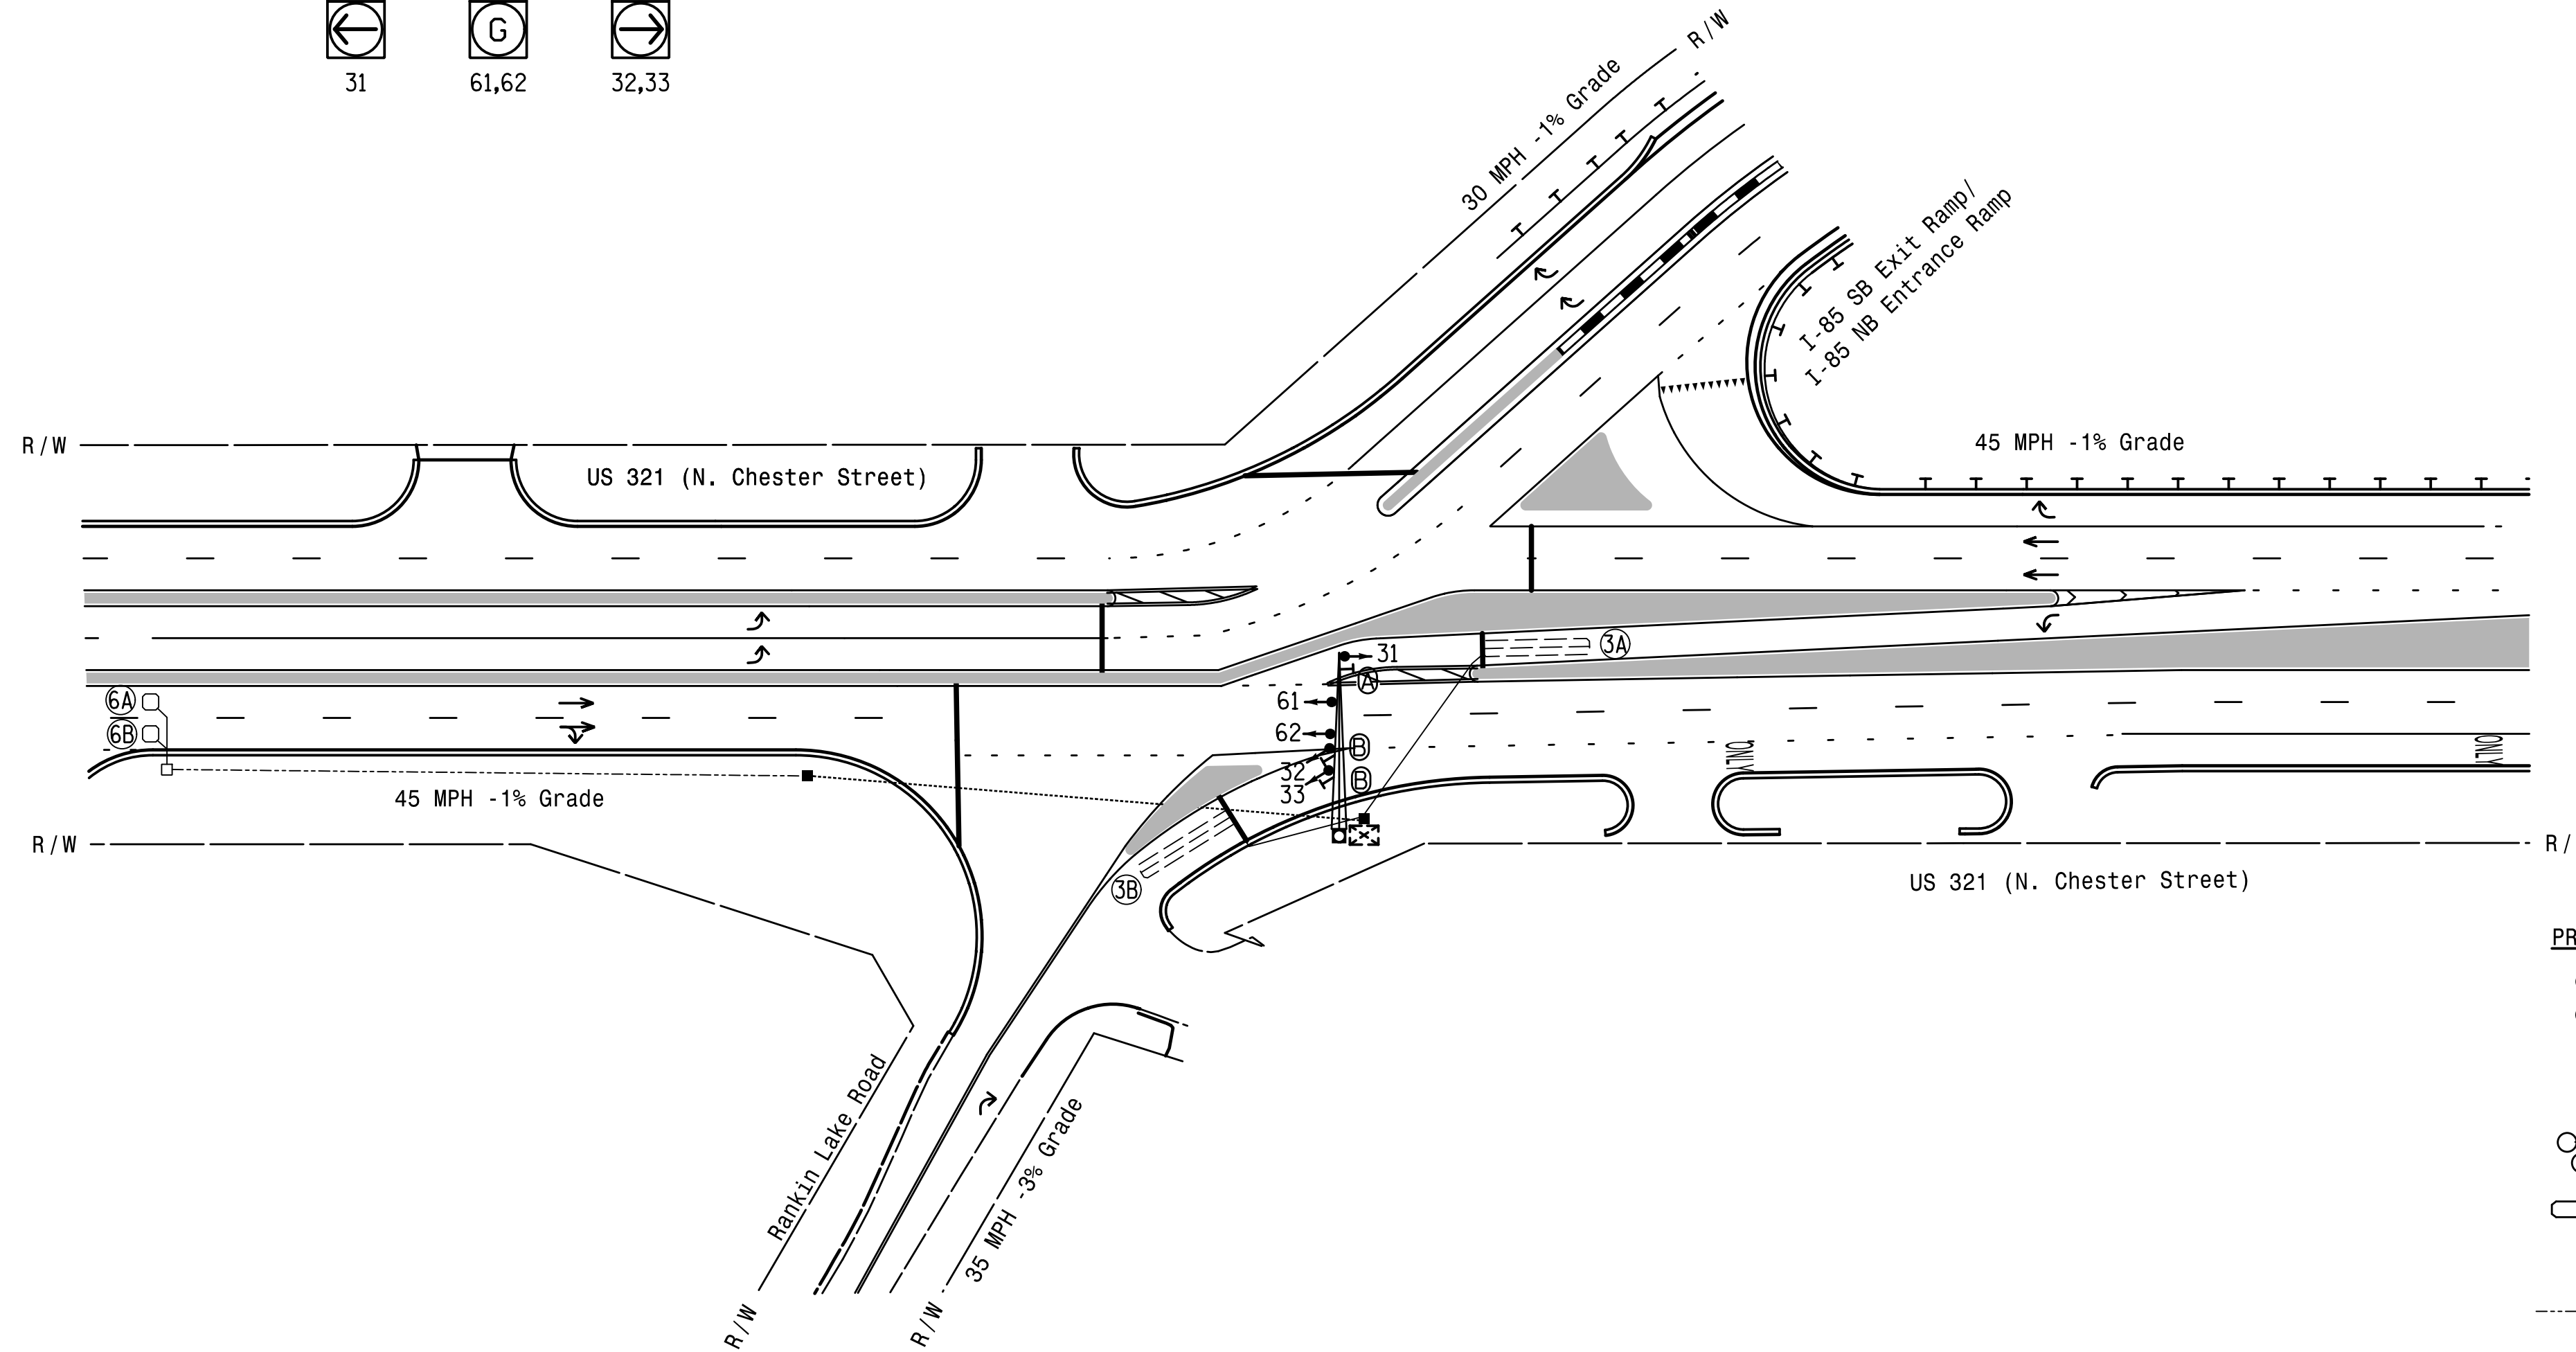 G
31
61,62
32,33
R/W
30 MPH -1% Grade
I-85 SB Exit Ramp/
I-85 NB Entrance Ramp
R/W
US 321 (N. Chester Street)
45 MPH -1% Grade
3A
31
A
6A
61
6B
62
B
ONLY
ONLY
32
B
33
45 MPH -1% Grade
R/W
R/
3B
US 321 (N. Chester Street)
PR
Rankin Lake Road
35 MPH -3% Grade
R/W
R/W